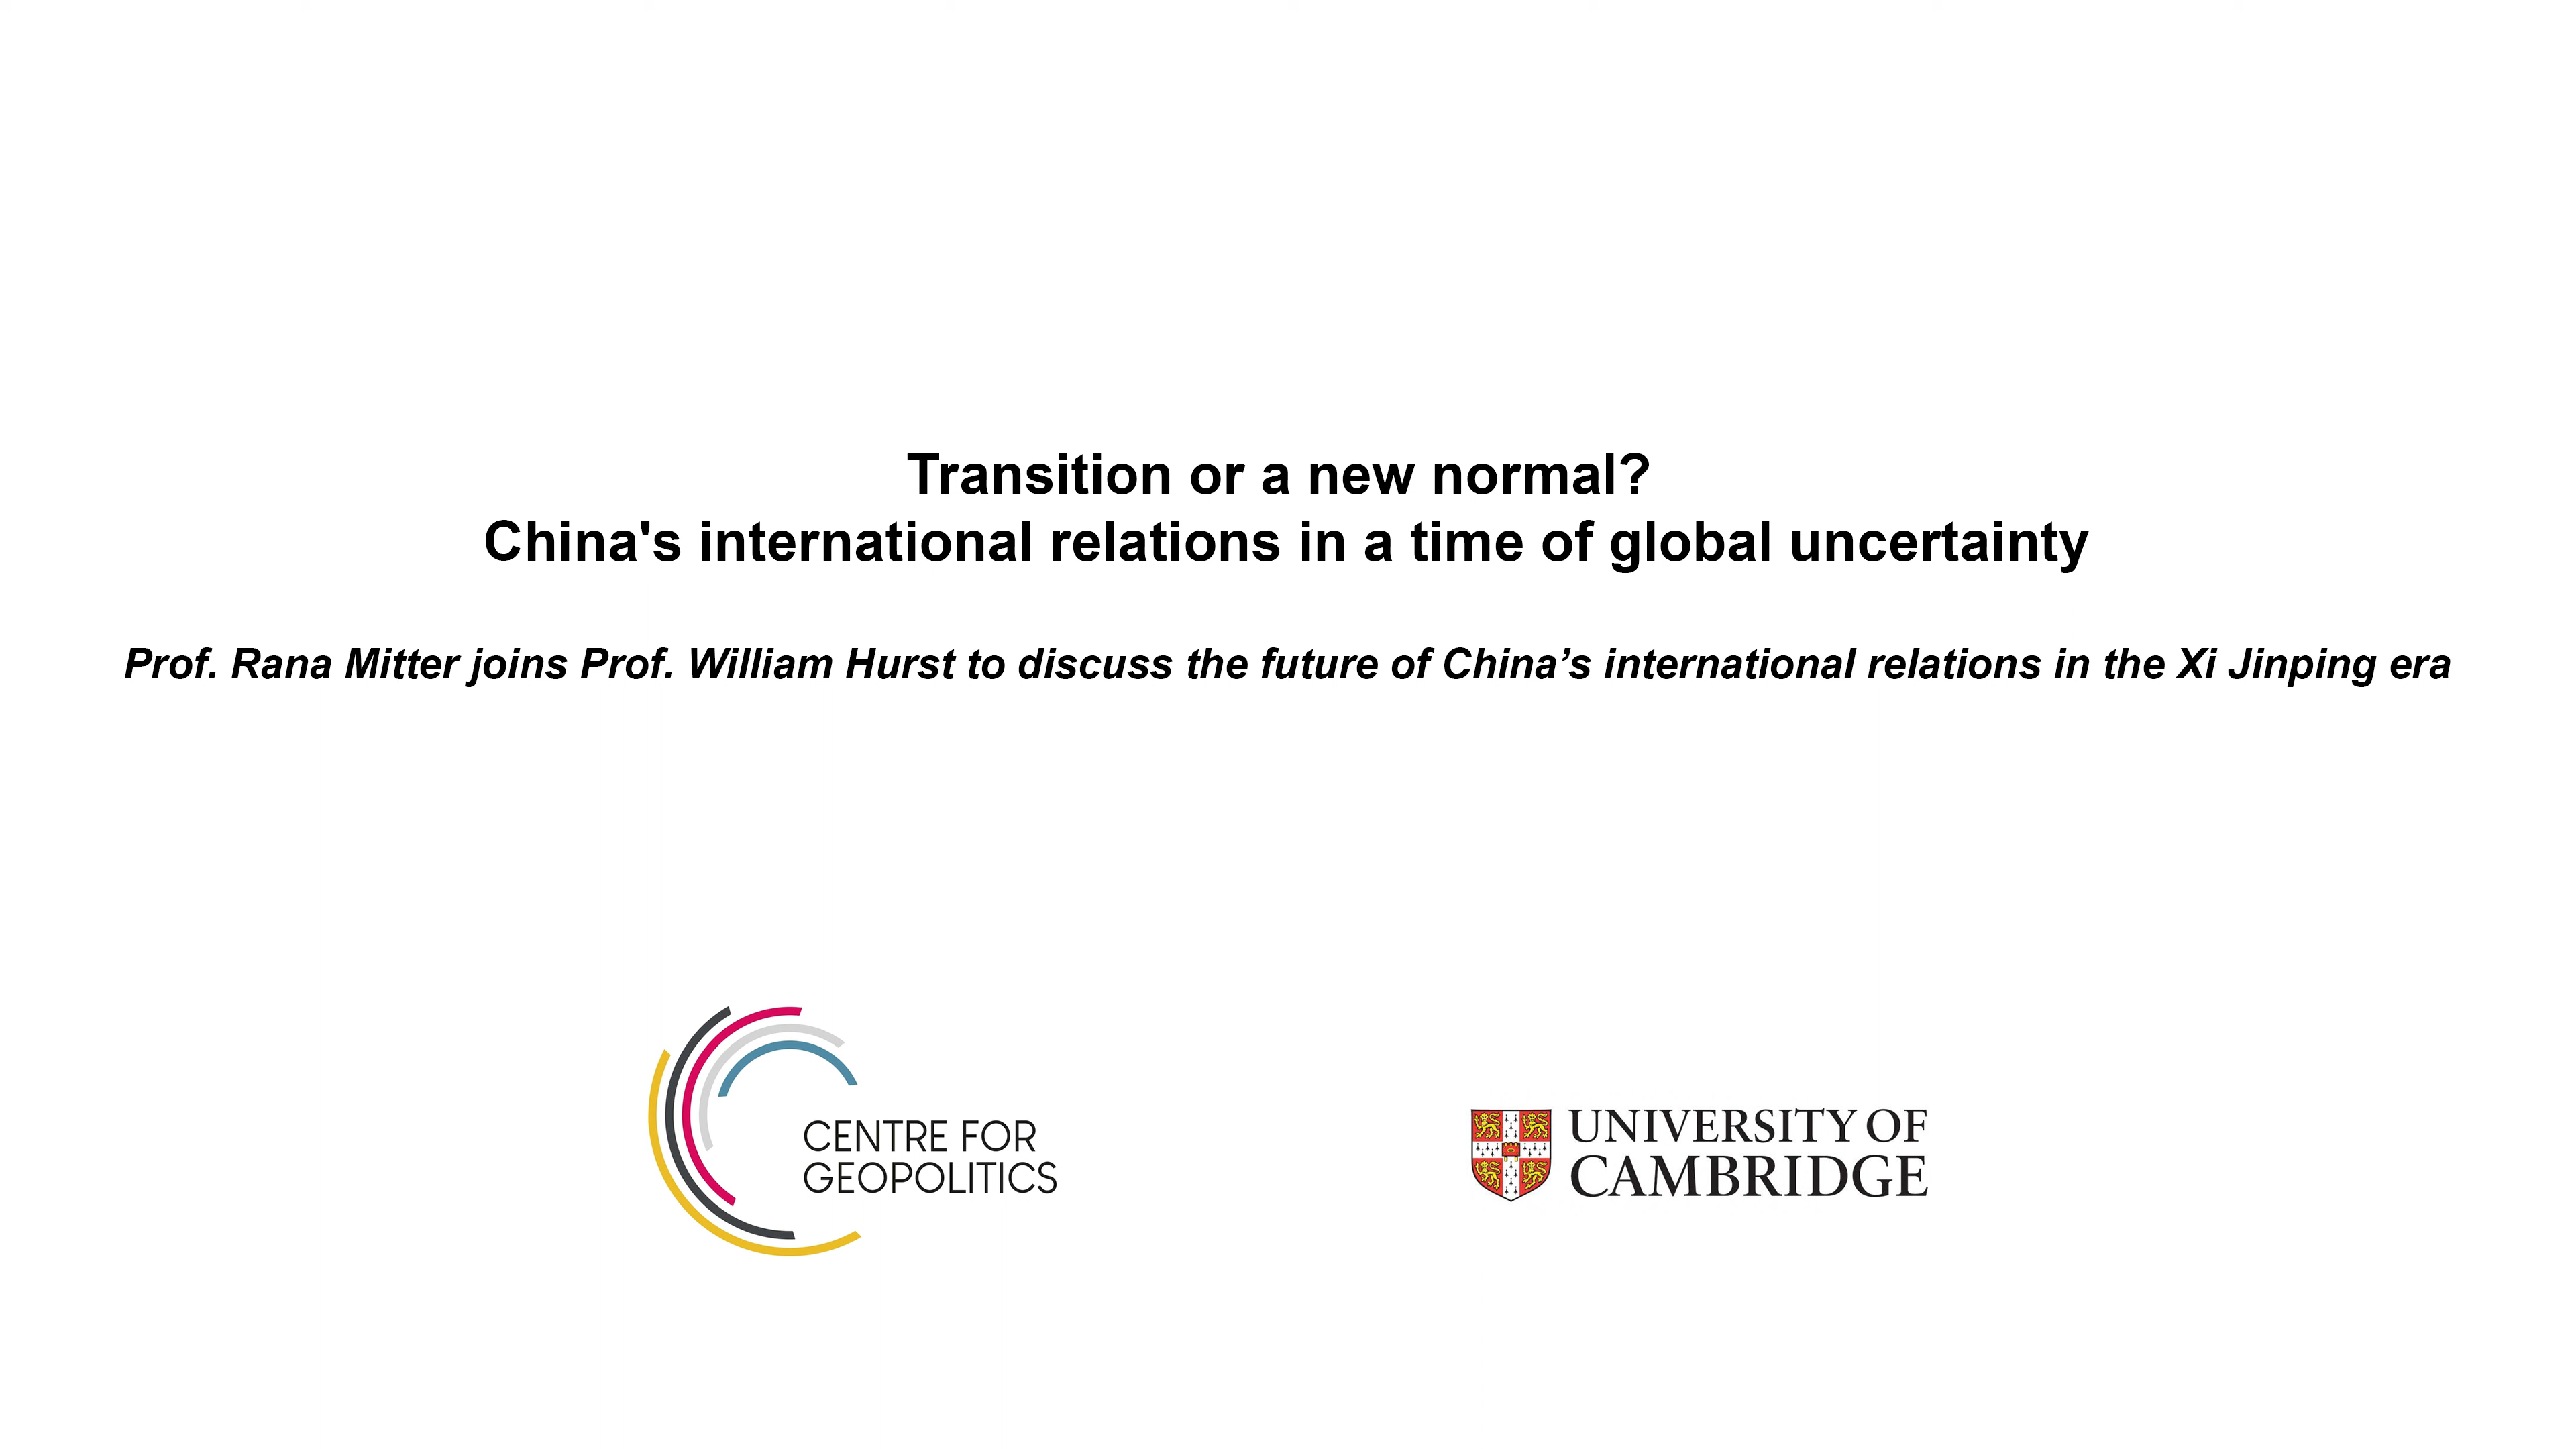 Transition or a new normal?
China's international relations in a time of global uncertainty
Prof. Rana Mitter joins Prof. William Hurst to discuss the future of China’s international relations in the Xi Jinping era
CENTRE FOR
GEOPOLITICS
UNIVERSITY OF
CAMBRIDGE